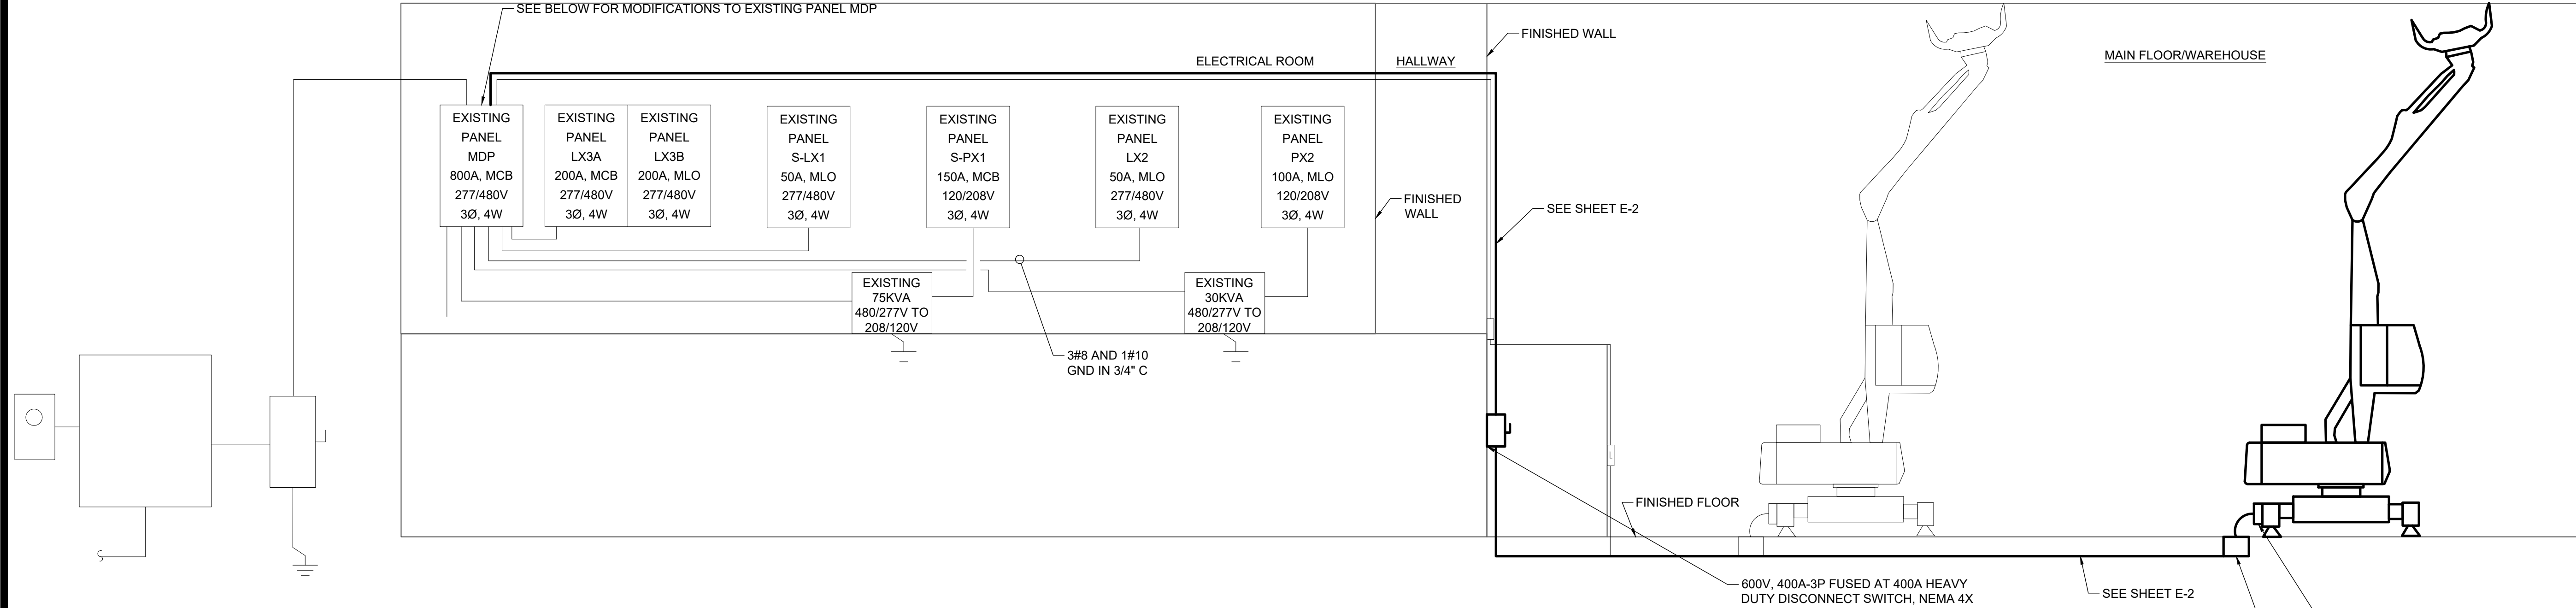 SEE BELOW FOR MODIFICATIONS TO EXISTING PANEL MDP
FINISHED WALL
ELECTRICAL ROOM
HALLWAY
MAIN FLOOR/WAREHOUSE
EXISTING
PANEL
MDP
800A, MCB
277/480V
3Ø, 4W
EXISTING
PANEL
LX3A
200A, MCB
277/480V
3Ø, 4W
EXISTING
PANEL
LX3B
200A, MLO
277/480V
3Ø, 4W
EXISTING
PANEL
S-LX1
50A, MLO
277/480V
3Ø, 4W
EXISTING
PANEL
S-PX1
150A, MCB
120/208V
3Ø, 4W
EXISTING
PANEL
LX2
50A, MLO
277/480V
3Ø, 4W
EXISTING
PANEL
PX2
100A, MLO
120/208V
3Ø, 4W
FINISHED
WALL
SEE SHEET E-2
EXISTING
75KVA
480/277V TO
208/120V
EXISTING
30KVA
480/277V TO
208/120V
3#8 AND 1#10
GND IN 3/4" C
L
FINISHED FLOOR
600V, 400A-3P FUSED AT 400A HEAVY
DUTY DISCONNECT SWITCH, NEMA 4X
SEE SHEET E-2